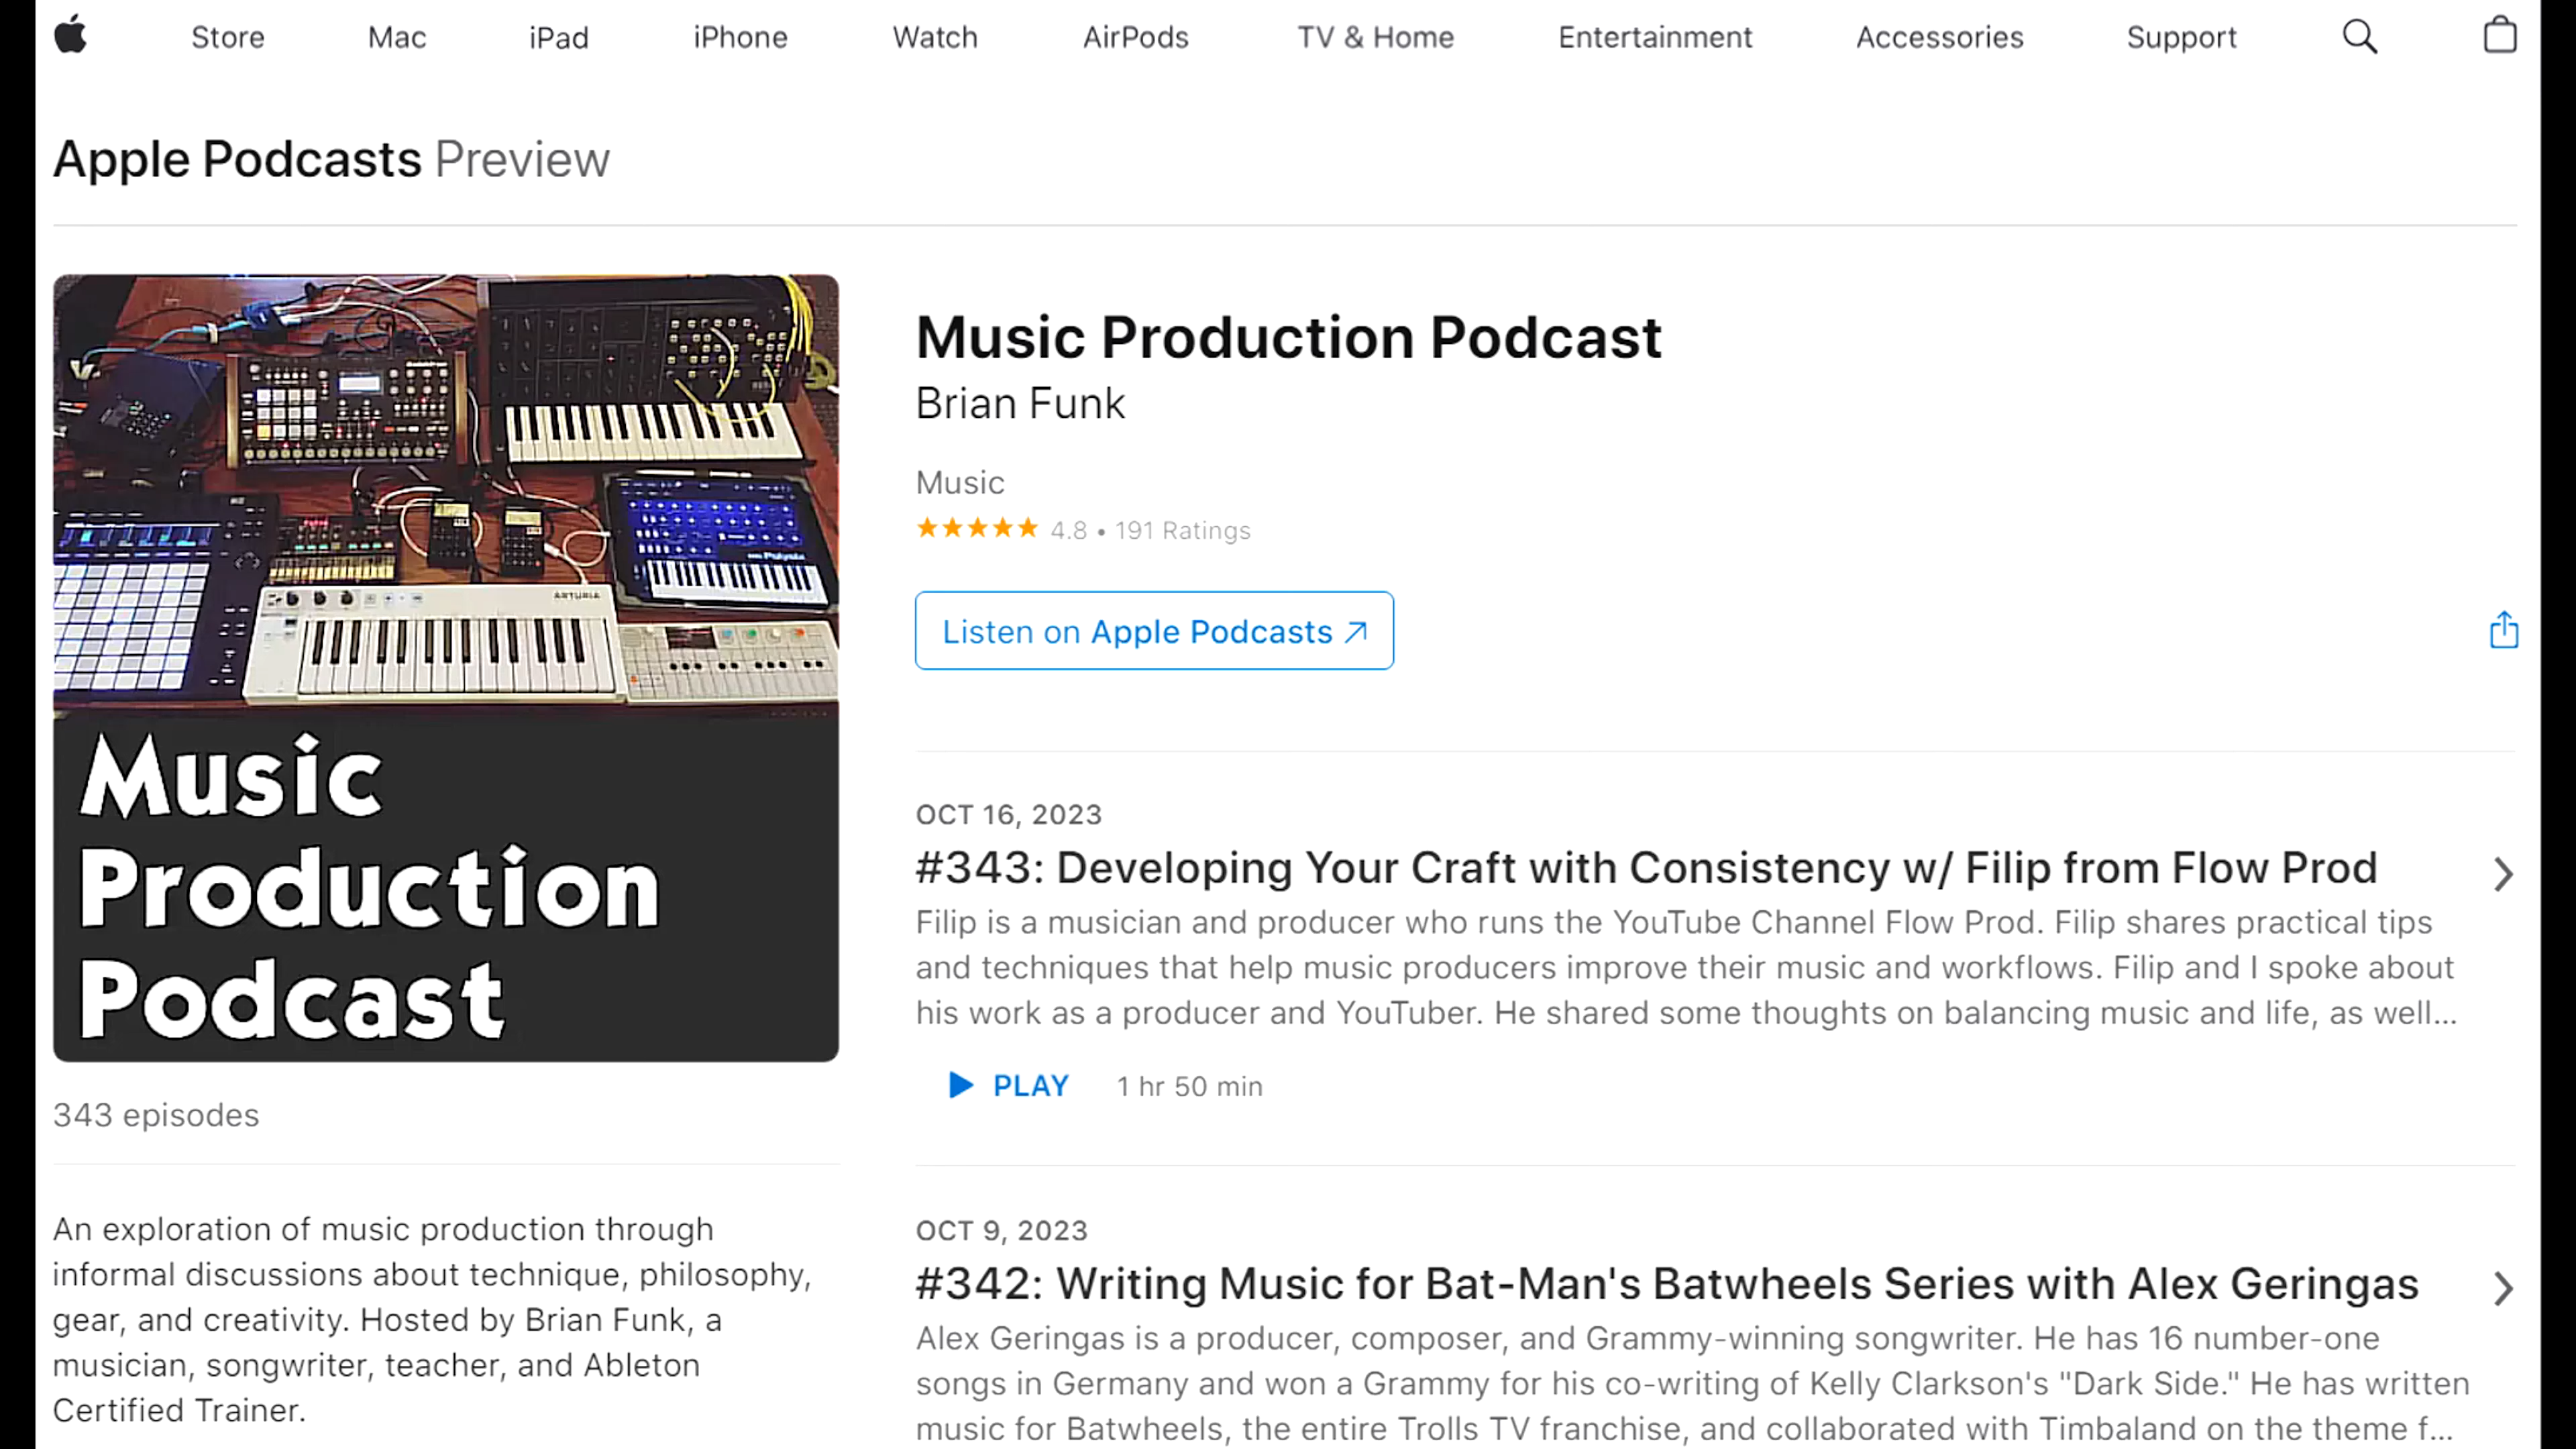 Store Mac iPad iPhone Watch AirPods TV & Home Entertainment Accessories Support
Apple Podcasts Preview
ARTURIA
Music
Production
Podcast
343 episodes
An exploration of music production through
informal discussions about technique, philosophy,
gear, and creativity. Hosted by Brian Funk, a
musician, songwriter, teacher, and Ableton
Certified Trainer.
Music Production Podcast
Brian Funk
Music
4.8 • 191 Ratings
Listen on Apple Podcasts
OCT 16, 2023
#343: Developing Your Craft with Consistency w/ Filip from Flow Prod
Filip is a musician and producer who runs the YouTube Channel Flow Prod. Filip shares practical tips
and techniques that help music producers improve their music and workflows. Filip and I spoke about
his work as a producer and YouTuber. He shared some thoughts on balancing music and life, as well...
PLAY 1 hr 50 min
OCT 9, 2023
#342: Writing Music for Bat-Man's Batwheels Series with Alex Geringas
Alex Geringas is a producer, composer, and Grammy-winning songwriter. He has 16 number-one
songs in Germany and won a Grammy for his co-writing of Kelly Clarkson's "Dark Side." He has written
music for Batwheels, the entire Trolls TV franchise, and collaborated with Timbaland on the theme f...